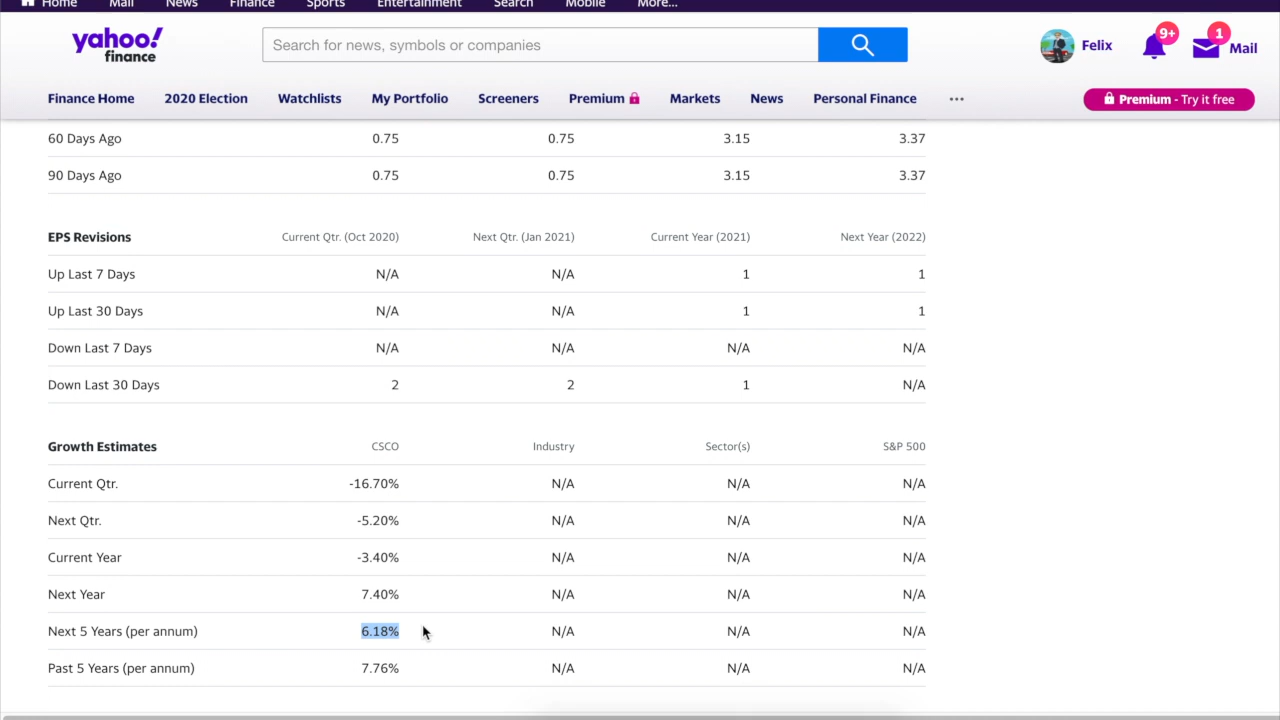 Home Mail News Finance Sports Entertainment Search Mobile More...
yahoo!
finance
Search for news, symbols or companies
Felix
9+
1
Mail
Finance Home 2020 Election Watchlists My Portfolio Screeners Premium Markets News Personal Finance ...
Premium - Try it free
60 Days Ago 0.75 0.75 3.15 3.37
90 Days Ago 0.75 0.75 3.15 3.37
EPS Revisions Current Qtr. (Oct 2020) Next Qtr. (Jan 2021) Current Year (2021) Next Year (2022)
Up Last 7 Days N/A N/A 1 1
Up Last 30 Days N/A N/A 1 1
Down Last 7 Days N/A N/A N/A N/A
Down Last 30 Days 2 2 1 N/A
Growth Estimates CSCO Industry Sector(s) S&P 500
Current Qtr. -16.70% N/A N/A N/A
Next Qtr. -5.20% N/A N/A N/A
Current Year -3.40% N/A N/A N/A
Next Year 7.40% N/A N/A N/A
Next 5 Years (per annum) 6.18% N/A N/A N/A
Past 5 Years (per annum) 7.76% N/A N/A N/A